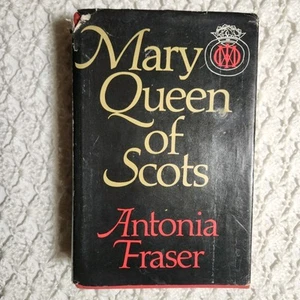 Mary
Queen
of
Scots
Antonia
Fraser